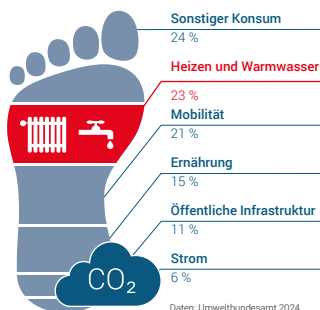 Sonstiger Konsum
24 %
Heizen und Warmwasser
23 %
Mobilität
21 %
Ernährung
15 %
Öffentliche Infrastruktur
11 %
Strom
6 %
CO₂
Daten: Umweltbundesamt 2024